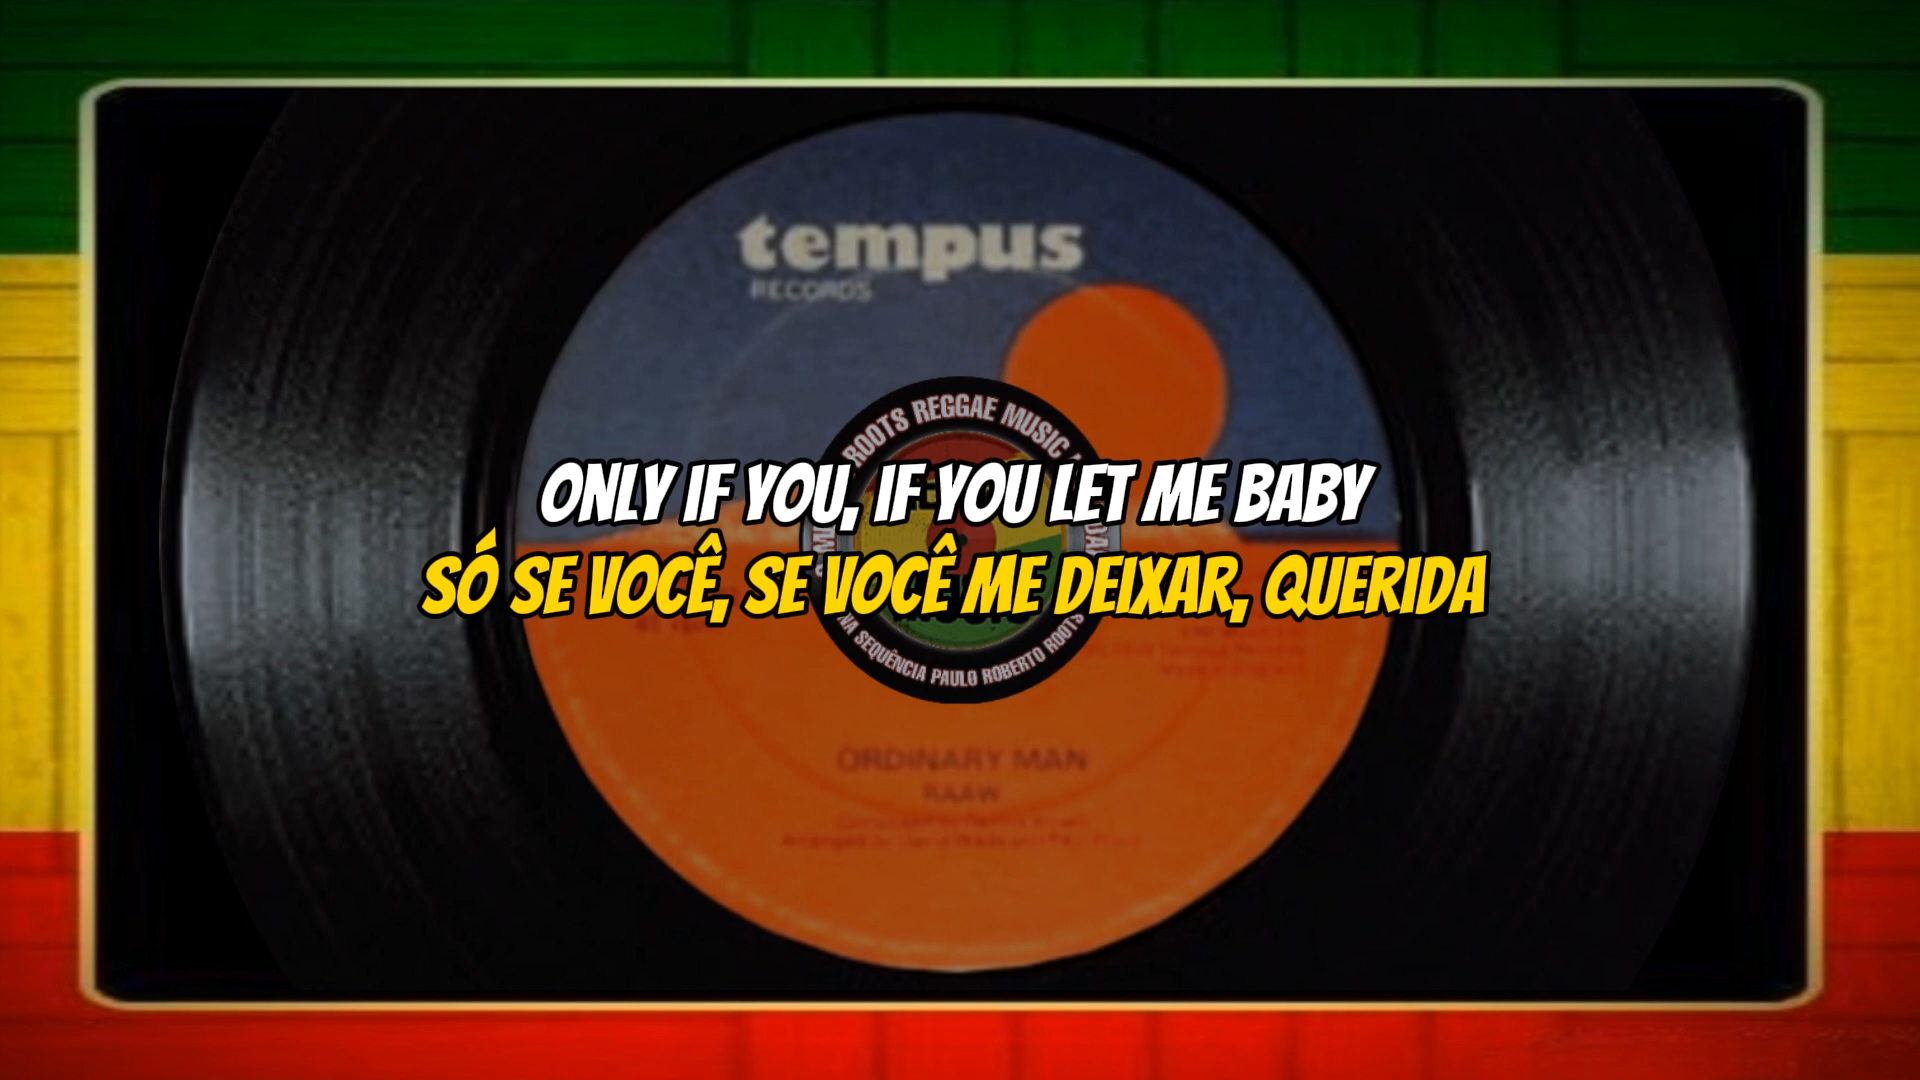 tempus
RECORDS
ROOTS REGGAE MUSIC
ONLY IF YOU, IF YOU LET ME BABY
SÓ SE VOCÊ, SE VOCÊ ME DEIXAR, QUERIDA
NA SEQUÊNCIA PAULO ROBERTO ROOTS
ORDINARY MAN
RAAW